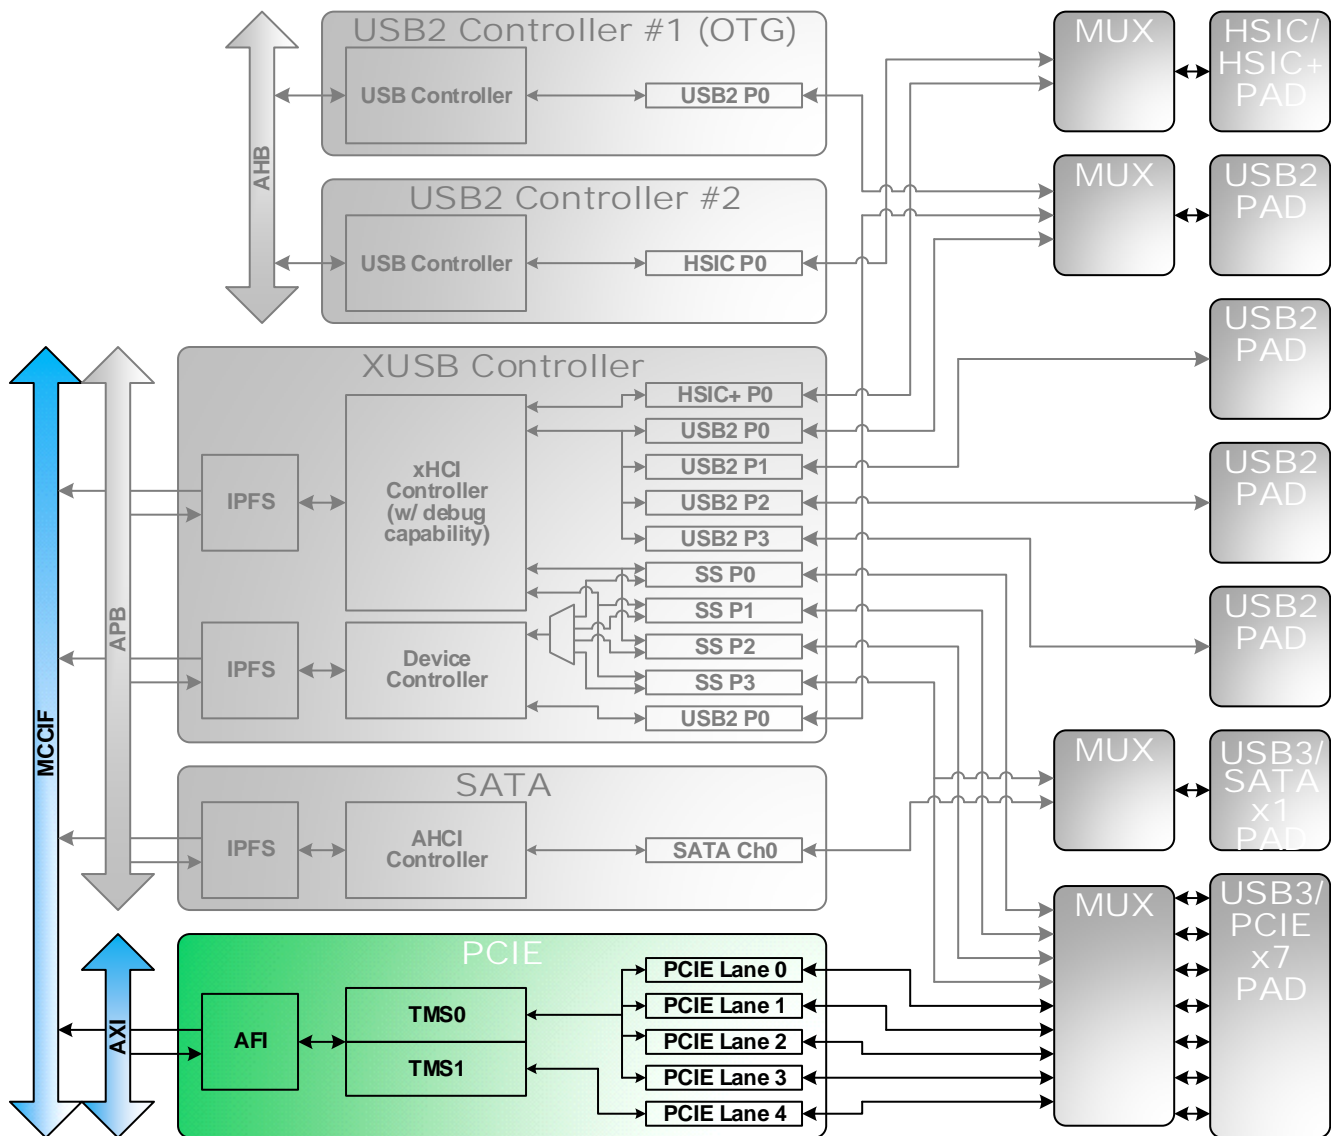 USB2 Controller #1 (OTG)
USB Controller
USB2 P0
MUX
HSIC/
HSIC+
PAD
AHB
USB2 Controller #2
USB Controller
HSIC P0
MUX
USB2
PAD
USB2
PAD
XUSB Controller
HSIC+ P0
USB2 P0
USB2 P1
USB2 P2
USB2 P3
SS P0
SS P1
SS P2
SS P3
USB2 P0
xHCI
Controller
(w/ debug
capability)
IPFS
Device
Controller
IPFS
USB2
PAD
USB2
PAD
APB
MCCIF
SATA
IPFS
AHCI
Controller
SATA Ch0
MUX
USB3/
SATA
x1
PAD
PCIE
AXI
AFI
TMS0
TMS1
PCIE Lane 0
PCIE Lane 1
PCIE Lane 2
PCIE Lane 3
PCIE Lane 4
MUX
USB3/
PCIE
x7
PAD